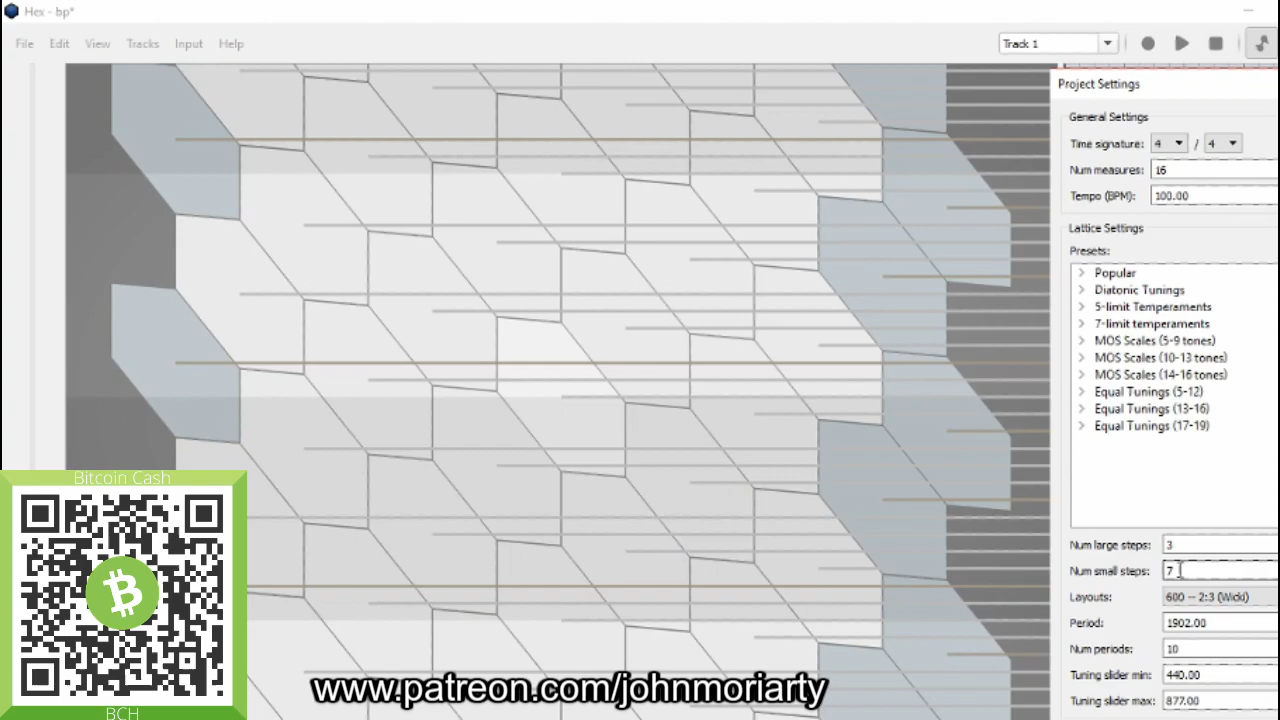 Hex - bp*
File Edit View Tracks Input Help
Track 1
Project Settings
General Settings
Time signature: 4 / 4
Num measures: 16
Tempo (BPM): 100.00
Lattice Settings
Presets:
Popular
Diatonic Tunings
5-limit Temperaments
7-limit temperaments
MOS Scales (5-9 tones)
MOS Scales (10-13 tones)
MOS Scales (14-16 tones)
Equal Tunings (5-12)
Equal Tunings (13-16)
Equal Tunings (17-19)
Num large steps: 3
Num small steps: 7
Layouts: 600 -- 2:3 (Wicki)
Period: 1902.00
Num periods: 10
Tuning slider min: 440.00
Tuning slider max: 877.00
Bitcoin Cash
BCH
www.patreon.com/johnmoriarty